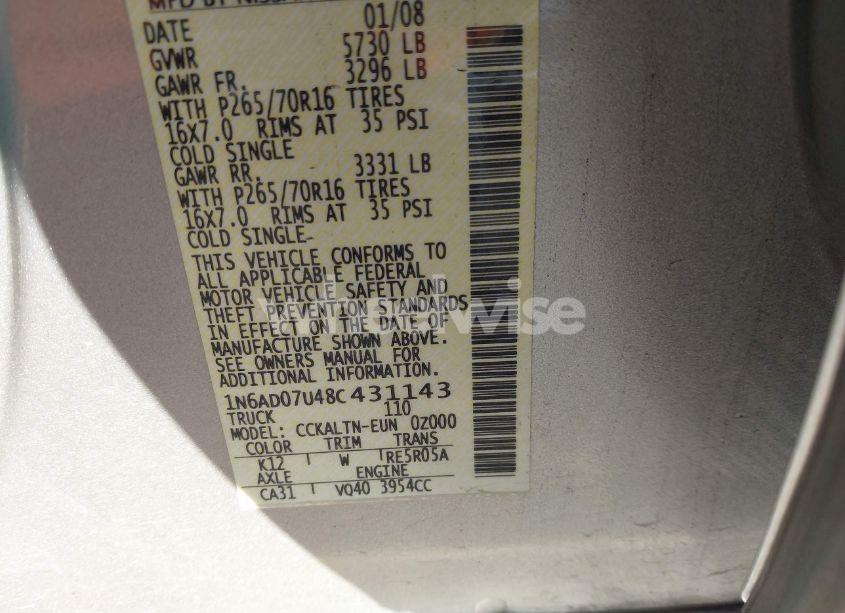 MFD BY NISSAN
DATE 01/08
GVWR 5730 LB
GAWR FR. 3296 LB
WITH P265/70R16 TIRES
16X7.0 RIMS AT 35 PSI
COLD SINGLE
GAWR RR. 3331 LB
WITH P265/70R16 TIRES
16X7.0 RIMS AT 35 PSI
COLD SINGLE
THIS VEHICLE CONFORMS TO
ALL APPLICABLE FEDERAL
MOTOR VEHICLE SAFETY AND
THEFT PREVENTION STANDARDS
IN EFFECT ON THE DATE OF
MANUFACTURE SHOWN ABOVE.
SEE OWNERS MANUAL FOR
ADDITIONAL INFORMATION.
1N6AD07U48C431143
TRUCK 110
MODEL: CCKALTN-EUN 0Z000
COLOR TRIM TRANS
K12 W RE5R05A
AXLE ENGINE
CA31 VQ40 3954CC
wheelwise